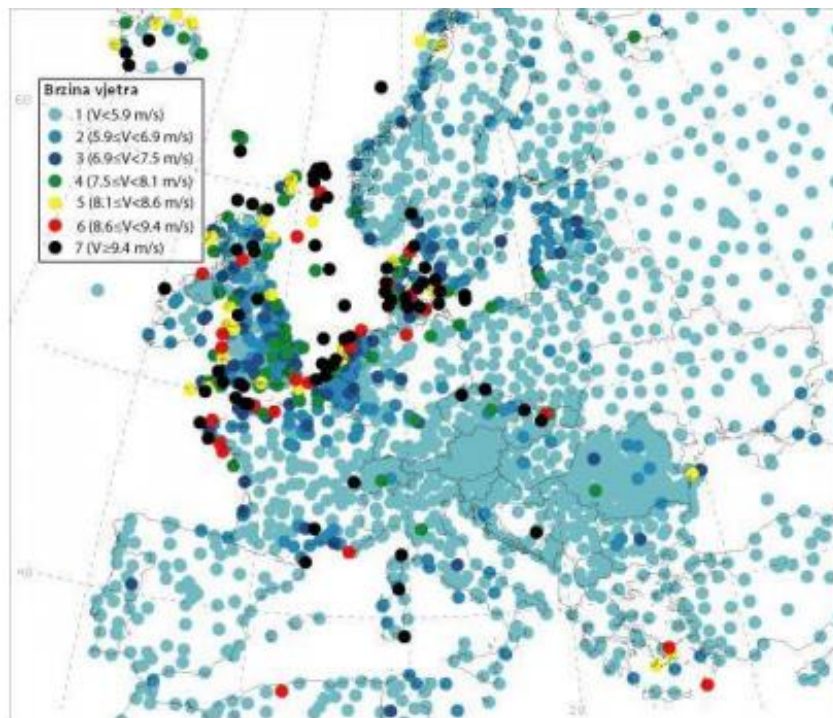 60
Brzina vjetra
1 (V<5.9 m/s)
2 (5.9≤V<6.9 m/s)
3 (6.9≤V<7.5 m/s)
4 (7.5≤V<8.1 m/s)
5 (8.1≤V<8.6 m/s)
6 (8.6≤V<9.4 m/s)
7 (V≥9.4 m/s)
40
20